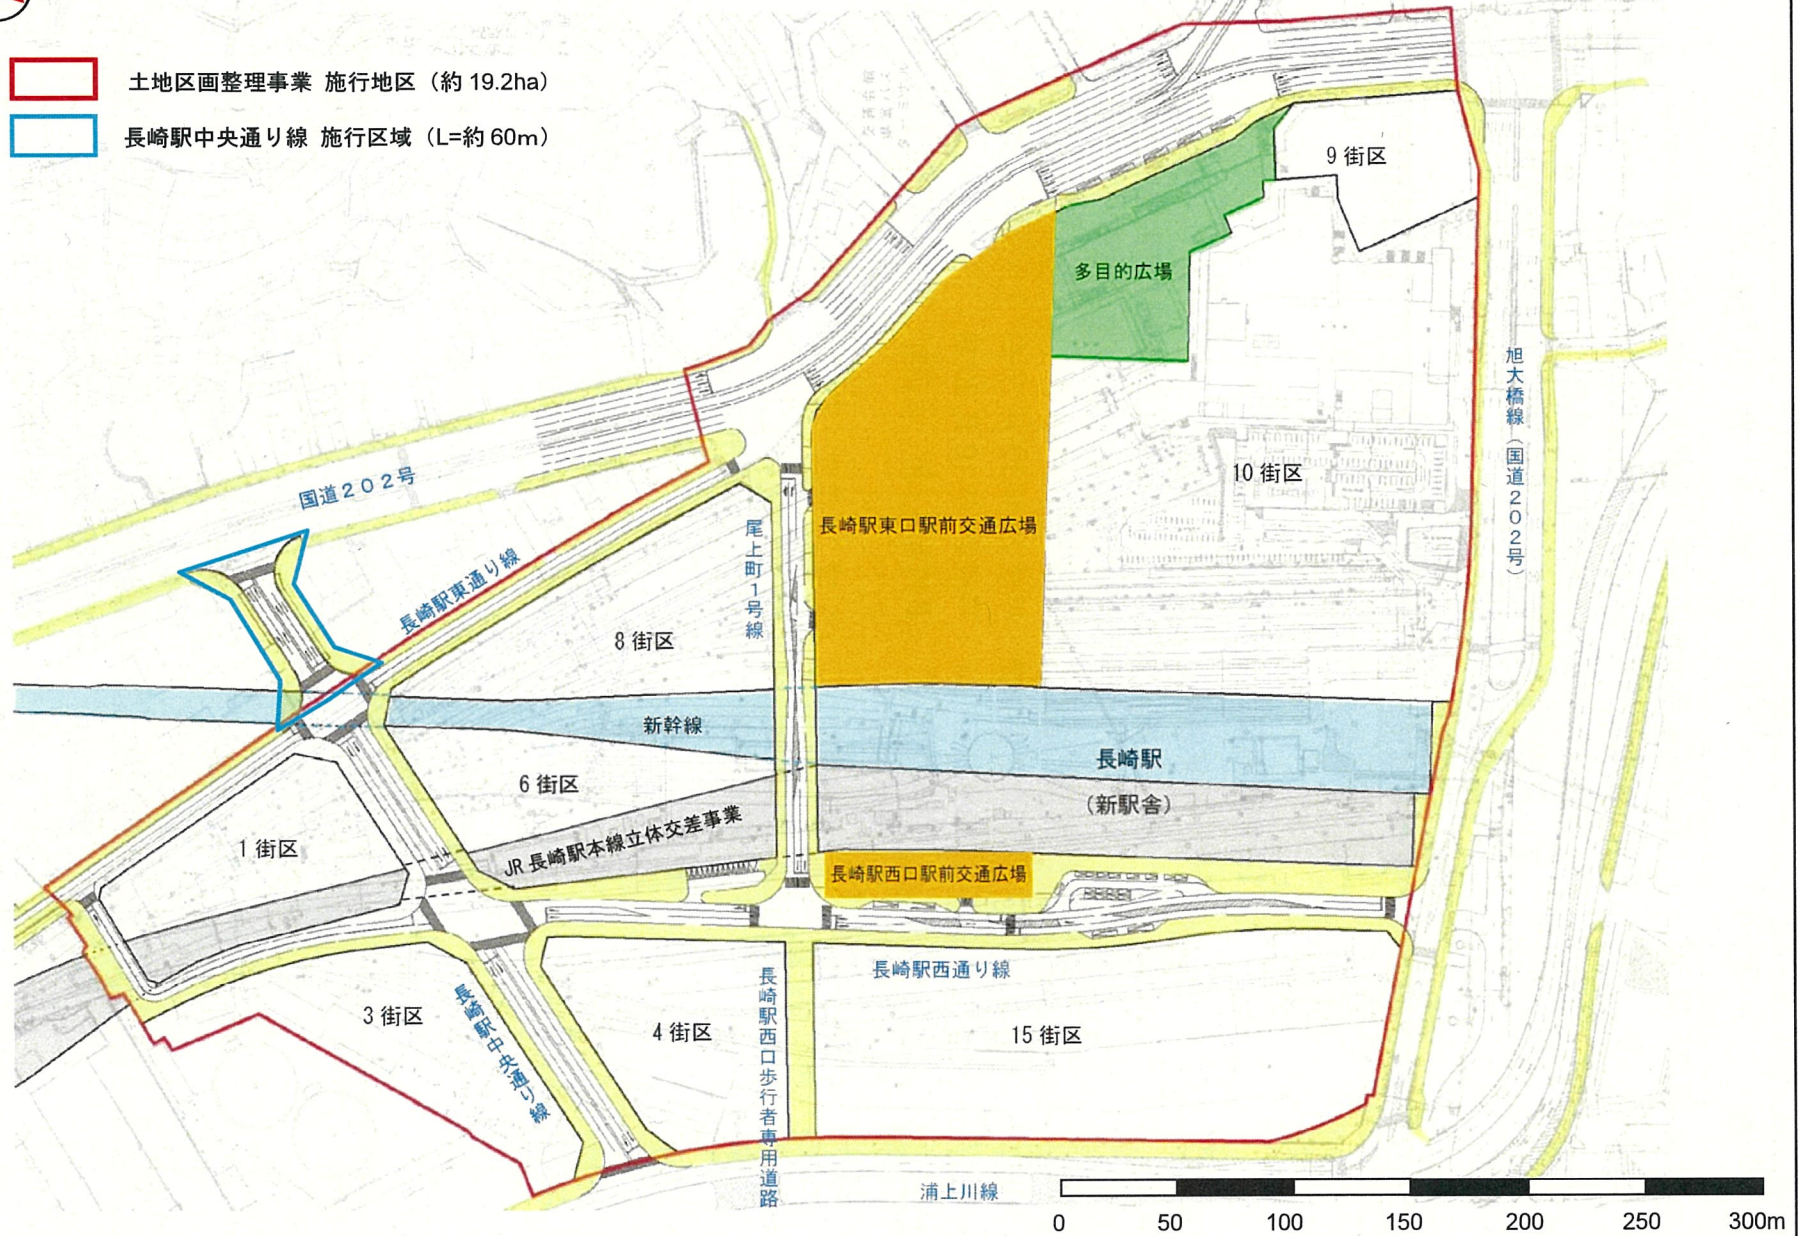 土地区画整理事業 施行地区（約 19.2ha）
長崎駅中央通り線 施行区域（L=約 60m）
9 街区
多目的広場
旭大橋線（国道２０２号）
10 街区
国道２０２号
長崎駅東口駅前交通広場
尾上町１号線
長崎駅東通り線
8 街区
新幹線
長崎駅
（新駅舎）
6 街区
JR 長崎駅本線立体交差事業
1 街区
長崎駅西口駅前交通広場
長崎駅西通り線
3 街区
長崎駅中央通り線
4 街区
長崎駅西口歩行者専用道路
15 街区
浦上川線
0 50 100 150 200 250 300m